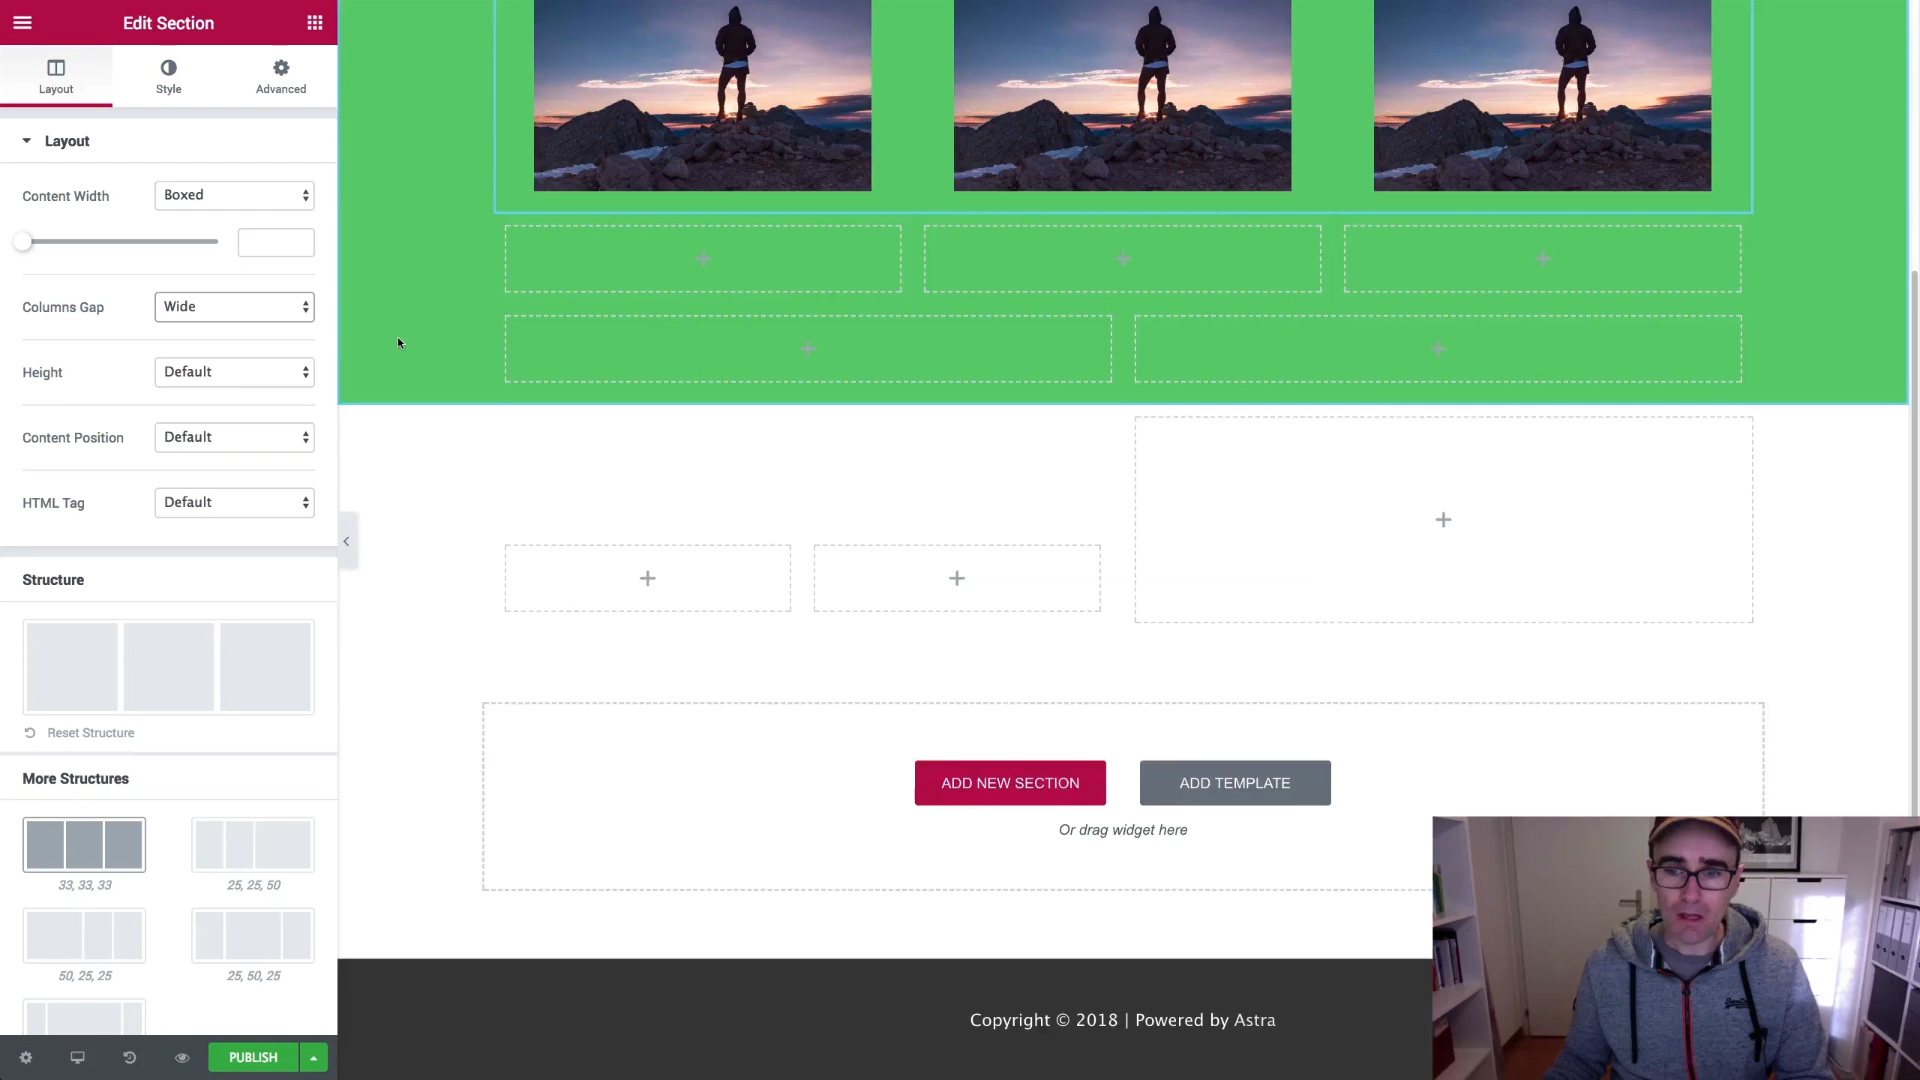 Edit Section
Layout
Style
Advanced
Layout
Content Width
Boxed
Columns Gap
Wide
Height
Default
Content Position
Default
HTML Tag
Default
Structure
Reset Structure
More Structures
33, 33, 33
25, 25, 50
50, 25, 25
25, 50, 25
PUBLISH
ADD NEW SECTION
ADD TEMPLATE
Or drag widget here
Copyright © 2018 | Powered by Astra